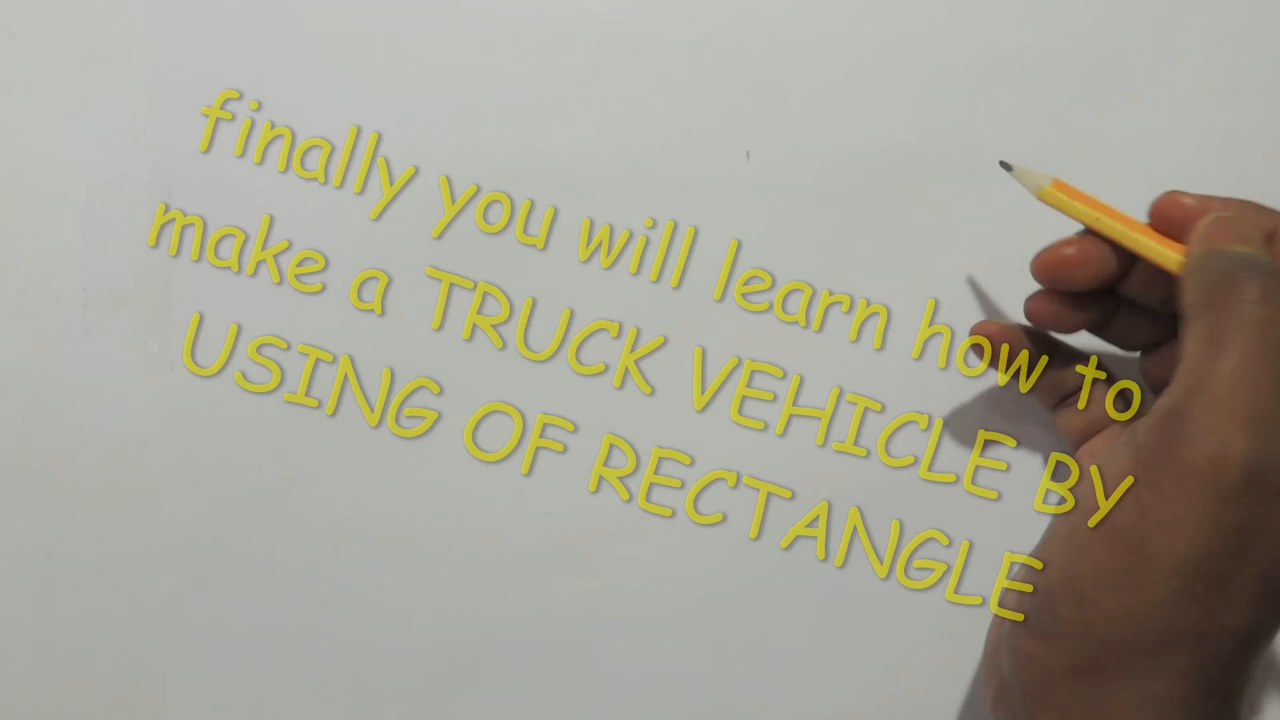 finally you will learn how to
make a TRUCK VEHICLE BY
USING OF RECTANGLE